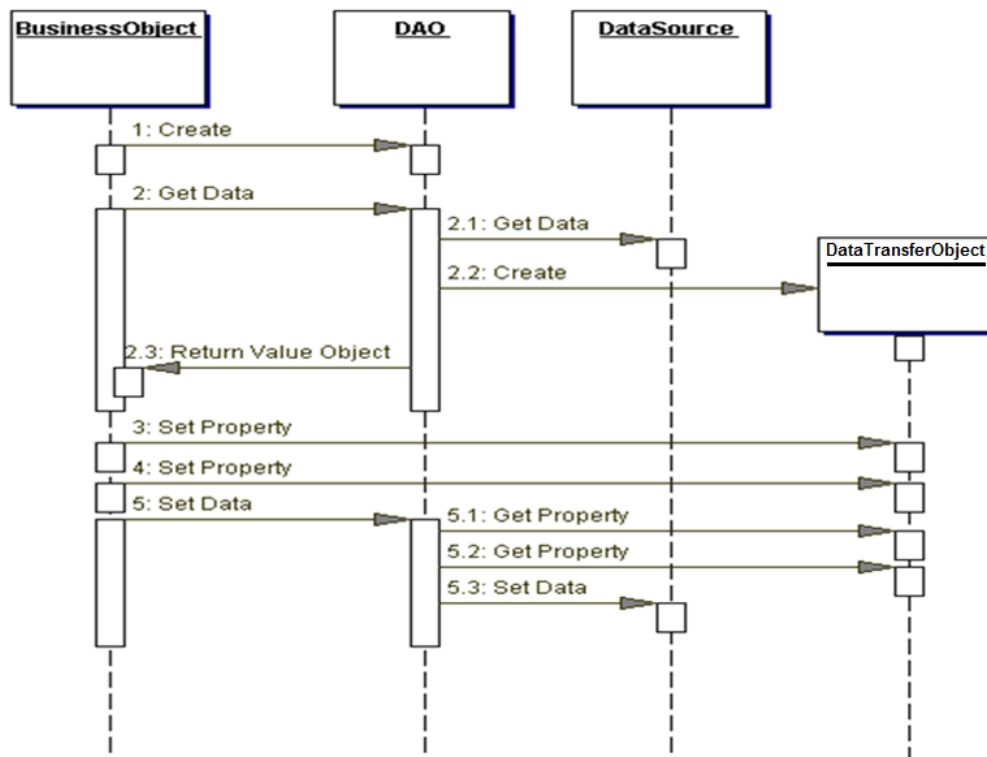 BusinessObject
DAO
DataSource
1: Create
2: Get Data
2.1: Get Data
DataTransferObject
2.2: Create
2.3: Return Value Object
3: Set Property
4: Set Property
5: Set Data
5.1: Get Property
5.2: Get Property
5.3: Set Data